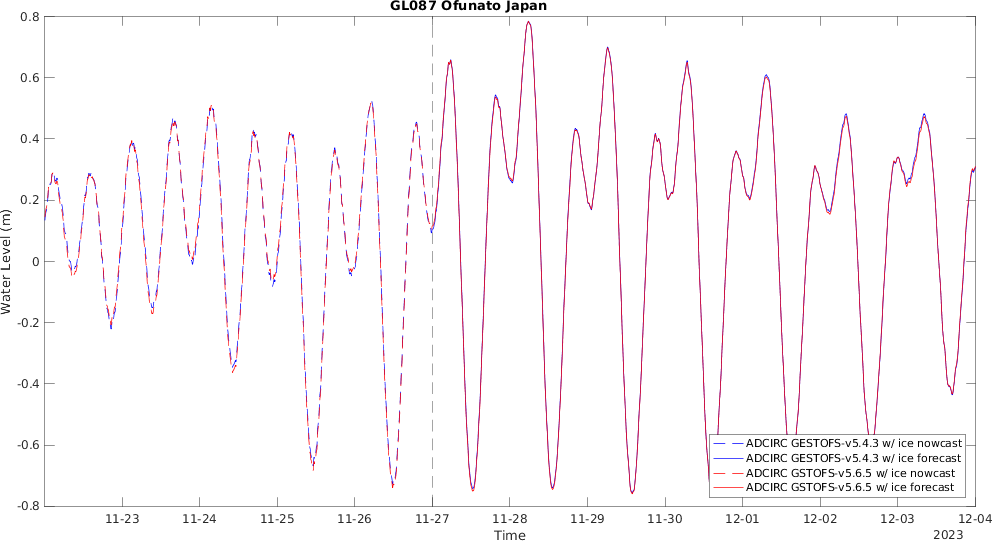 GL087 Ofunato Japan
0.8
0.6
0.4
0.2
0
-0.2
-0.4
-0.6
-0.8
Water Level (m)
ADCIRC GESTOFS-v5.4.3 w/ ice nowcast
ADCIRC GESTOFS-v5.4.3 w/ ice forecast
ADCIRC GSTOFS-v5.6.5 w/ ice nowcast
ADCIRC GSTOFS-v5.6.5 w/ ice forecast
11-23 11-24 11-25 11-26 11-27 11-28 11-29 11-30 12-01 12-02 12-03 12-04
Time 2023